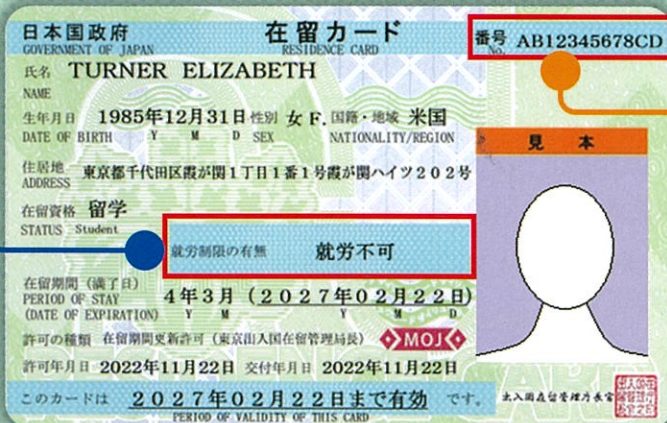 日本国政府 在留カード 番号 AB12345678CD
GOVERNMENT OF JAPAN RESIDENCE CARD No.
氏名 TURNER ELIZABETH
NAME
生年月日 1985年12月31日 性別 女 F. 国籍・地域 米国
DATE OF BIRTH Y M D SEX NATIONALITY/REGION
見本
住居地 東京都千代田区霞が関1丁目1番1号霞が関ハイツ202号
ADDRESS
在留資格 留学
STATUS Student
就労制限の有無 就労不可
在留期間(満了日) 4年3月(2027年02月22日)
PERIOD OF STAY
(DATE OF EXPIRATION) Y M Y M D
許可の種類 在留期間更新許可(東京出入国在留管理局長) MOJ
許可年月日 2022年11月22日 交付年月日 2022年11月22日
このカードは 2027年02月22日まで有効 です。 出入国在留管理庁長官
PERIOD OF VALIDITY OF THIS CARD